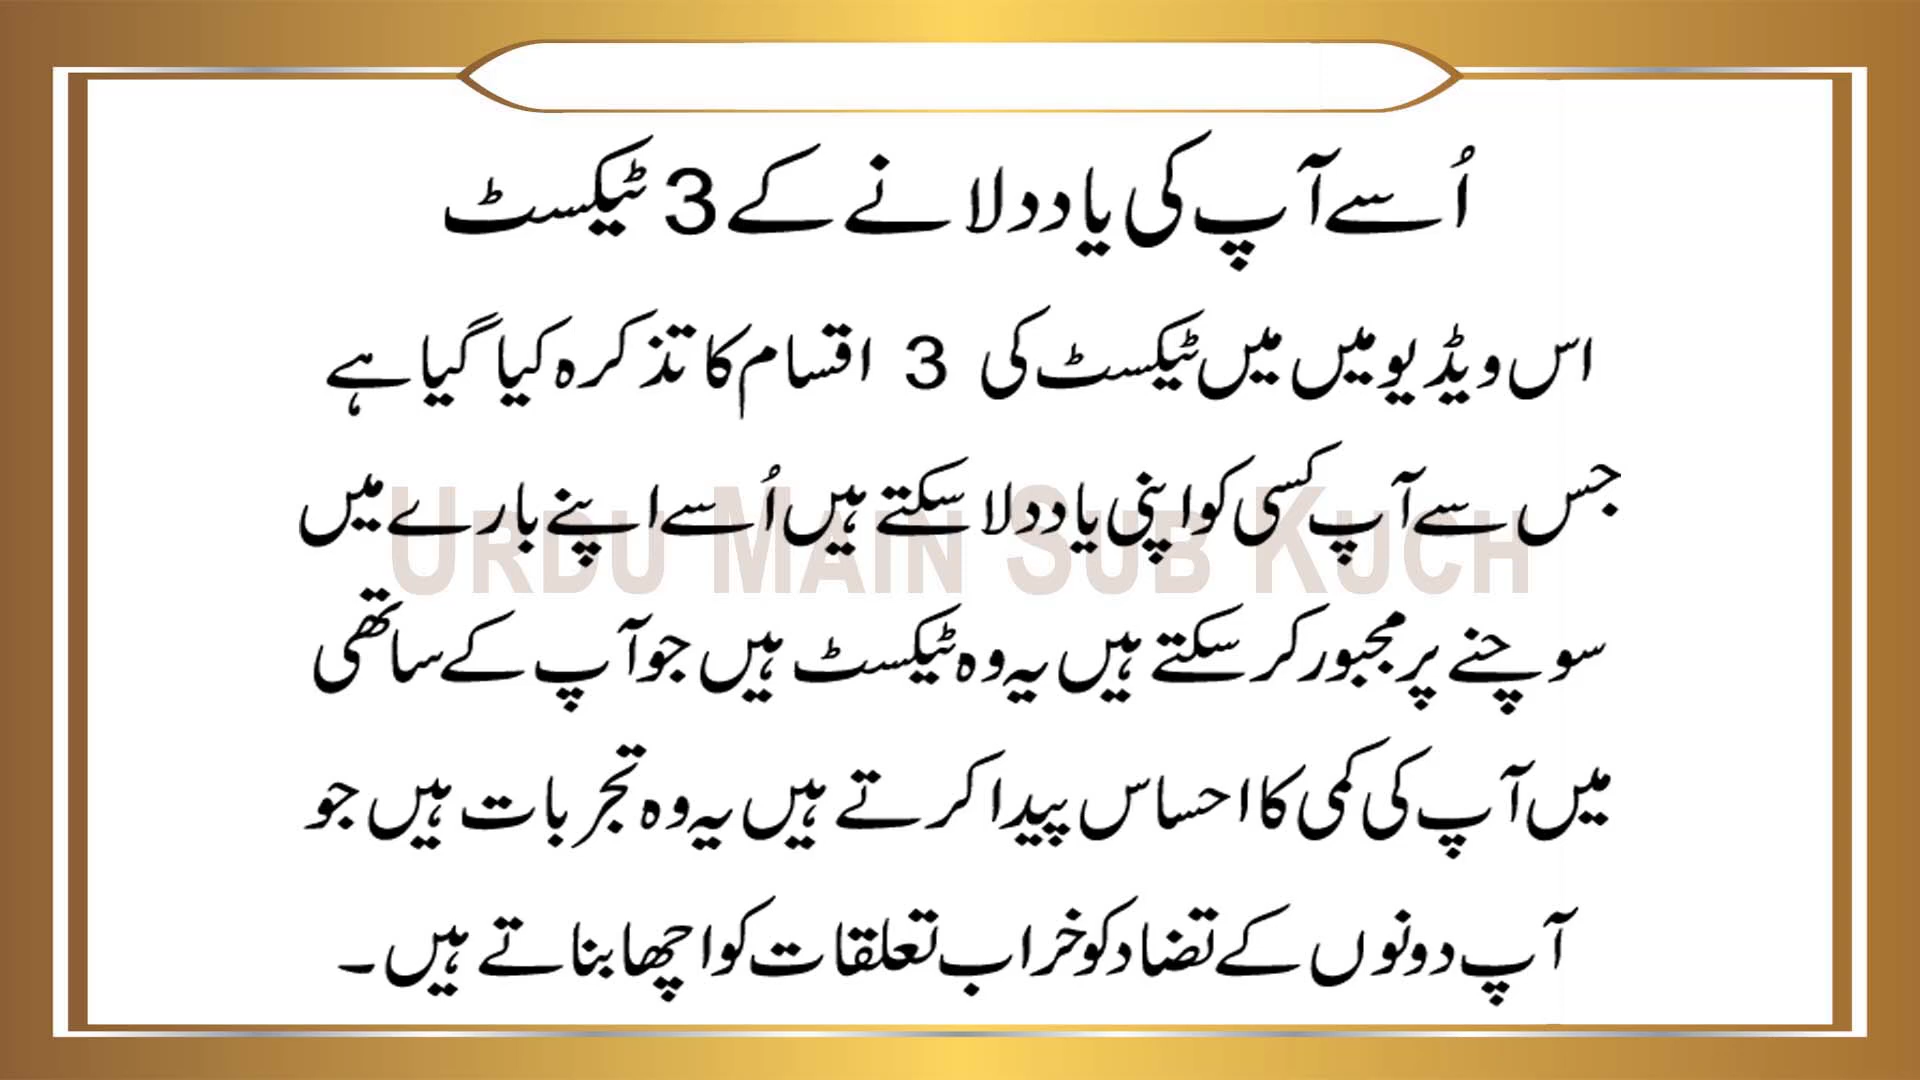 اُسے آپ کی یاد دلانے کے 3 ٹیکسٹ
اس ویڈیو میں میں ٹیکسٹ کی 3 اقسام کا تذکرہ کیا گیا ہے
جس سے آپ کسی کو اپنی یاد دلا سکتے ہیں اُسے اپنے بارے میں
URDU MAIN SUB KUCH
سوچنے پر مجبور کر سکتے ہیں یہ وہ ٹیکسٹ ہیں جو آپ کے ساتھی
میں آپ کی کمی کا احساس پیدا کرتے ہیں یہ وہ تجربات ہیں جو
آپ دونوں کے تضاد کو خراب تعلقات کو اچھا بناتے ہیں۔